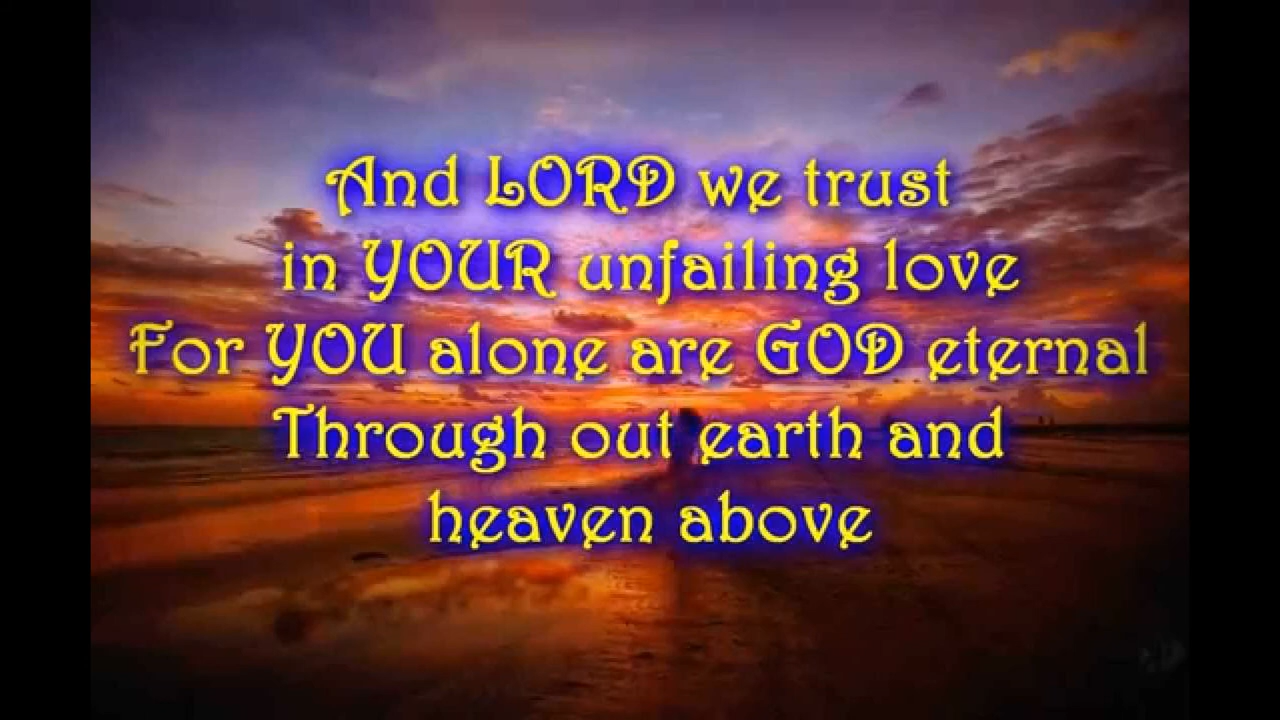 And LORD we trust
in YOUR unfailing love
For YOU alone are GOD eternal
Through out earth and
heaven above